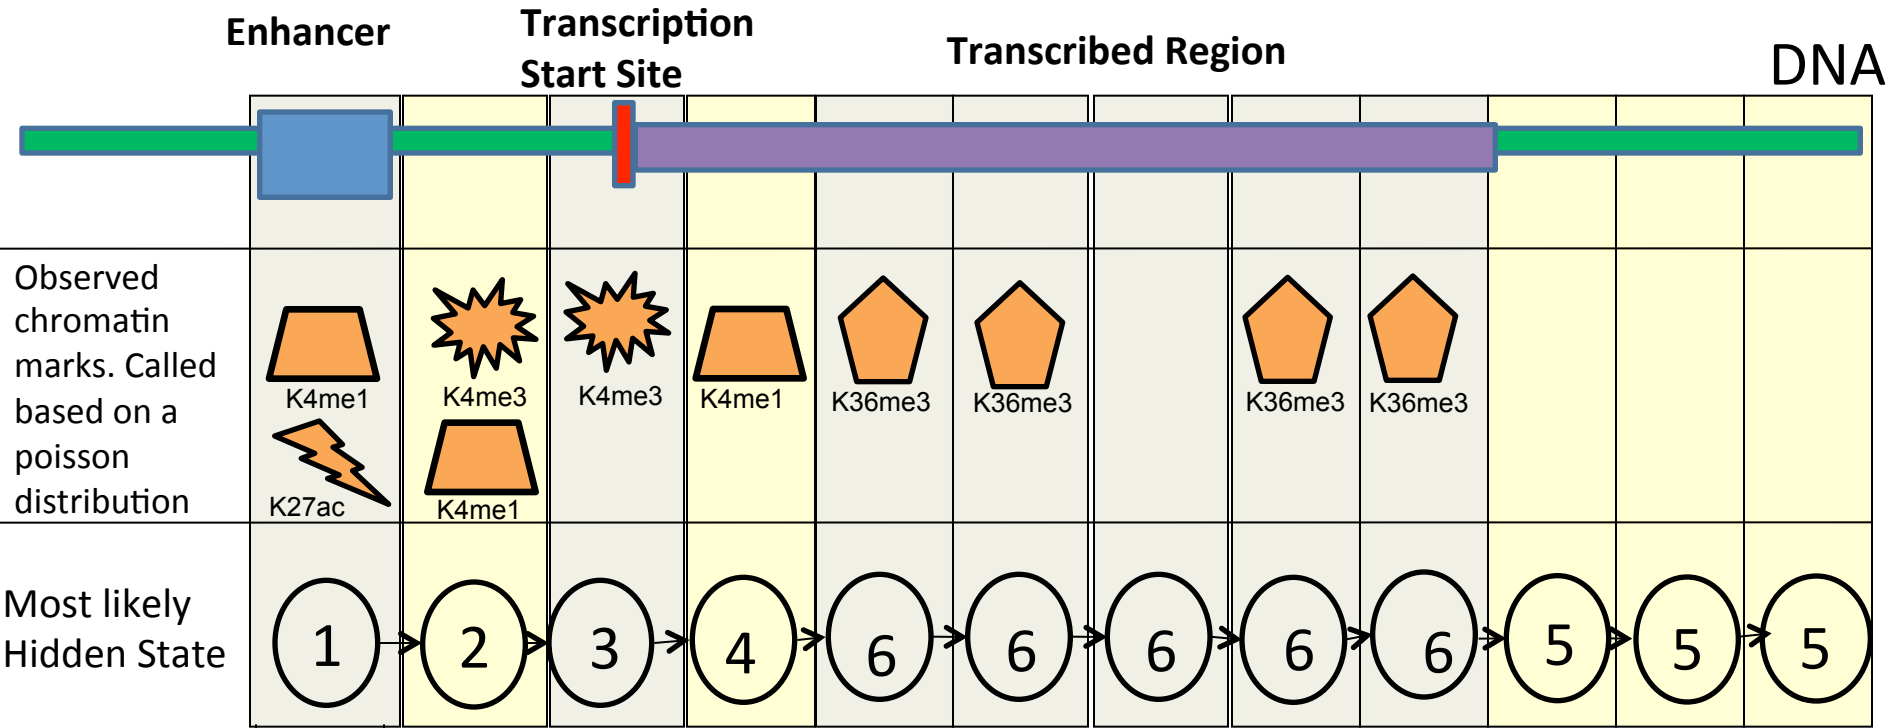 Enhancer
Transcription
Start Site
Transcribed Region
DNA
Observed
chromatin
marks. Called
based on a
poisson
distribution
K4me1
K27ac
K4me3
K4me1
K4me3
K4me1
K36me3
K36me3
K36me3
K36me3
Most likely
Hidden State
1
2
3
4
6
6
6
6
6
5
5
5